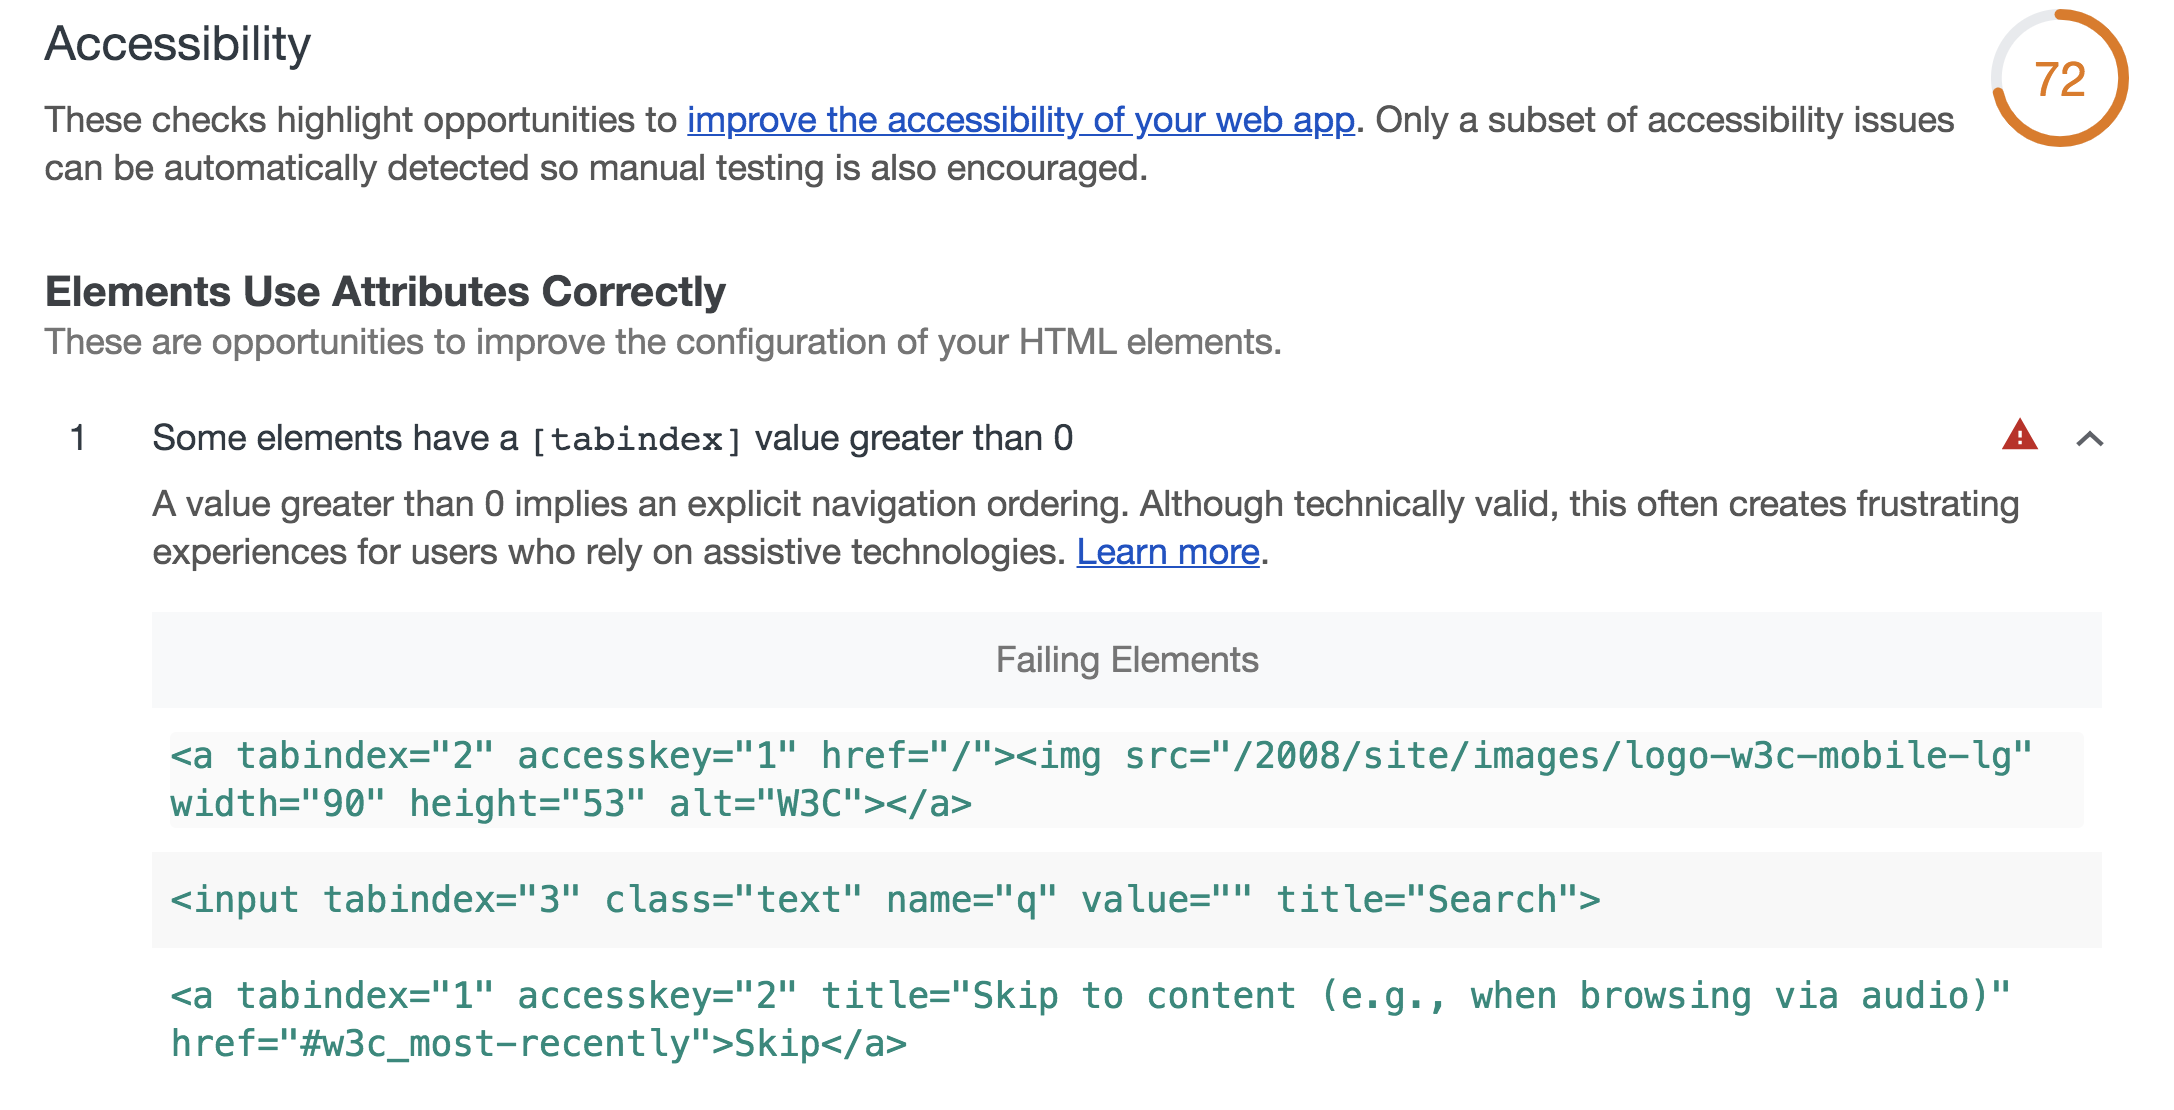 Accessibility
72
These checks highlight opportunities to improve the accessibility of your web app. Only a subset of accessibility issues
can be automatically detected so manual testing is also encouraged.
Elements Use Attributes Correctly
These are opportunities to improve the configuration of your HTML elements.
1 Some elements have a [tabindex] value greater than 0
A value greater than 0 implies an explicit navigation ordering. Although technically valid, this often creates frustrating
experiences for users who rely on assistive technologies. Learn more.
Failing Elements
<a tabindex="2" accesskey="1" href="/"><img src="/2008/site/images/logo-w3c-mobile-lg"
width="90" height="53" alt="W3C"></a>
<input tabindex="3" class="text" name="q" value="" title="Search">
<a tabindex="1" accesskey="2" title="Skip to content (e.g., when browsing via audio)"
href="#w3c_most-recently">Skip</a>